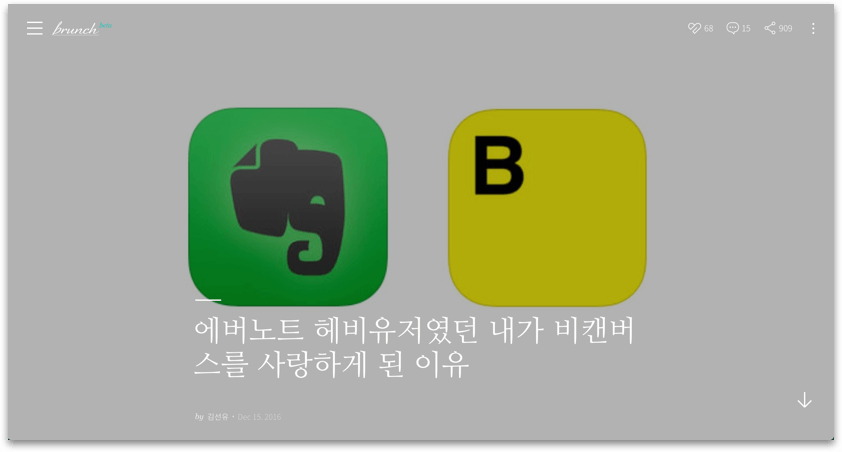 brunch beta
68 15 909
B
에버노트 헤비유저였던 내가 비캔버
스를 사랑하게 된 이유
by 김선유 · Dec 15. 2016